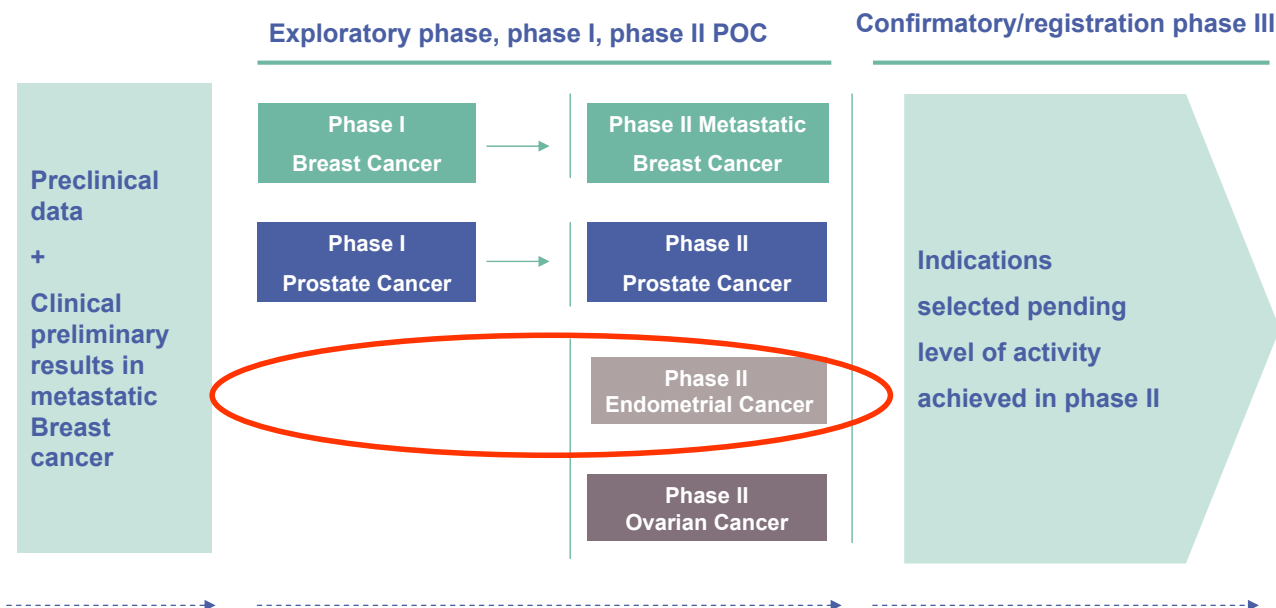 Exploratory phase, phase I, phase II POC
Confirmatory/registration phase III
Preclinical
data
+
Clinical
preliminary
results in
metastatic
Breast
cancer
Phase I
Breast Cancer
Phase II Metastatic
Breast Cancer
Phase I
Prostate Cancer
Phase II
Prostate Cancer
Phase II
Endometrial Cancer
Phase II
Ovarian Cancer
Indications
selected pending
level of activity
achieved in phase II